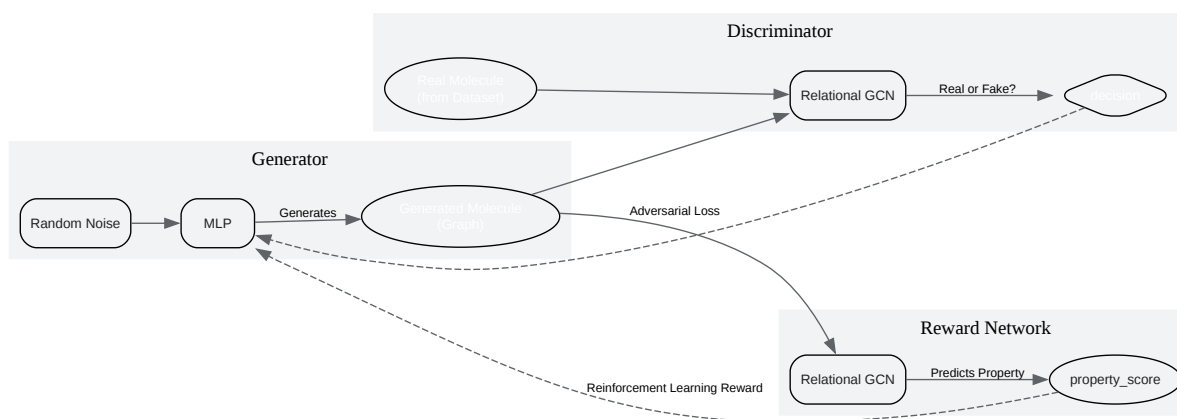 Discriminator
Real Molecule
(from Dataset)
Relational GCN
Real or Fake?
decision
Generator
Random Noise
MLP
Generates
Generated Molecule
(Graph)
Adversarial Loss
Reward Network
Relational GCN
Predicts Property
property_score
Reinforcement Learning Reward